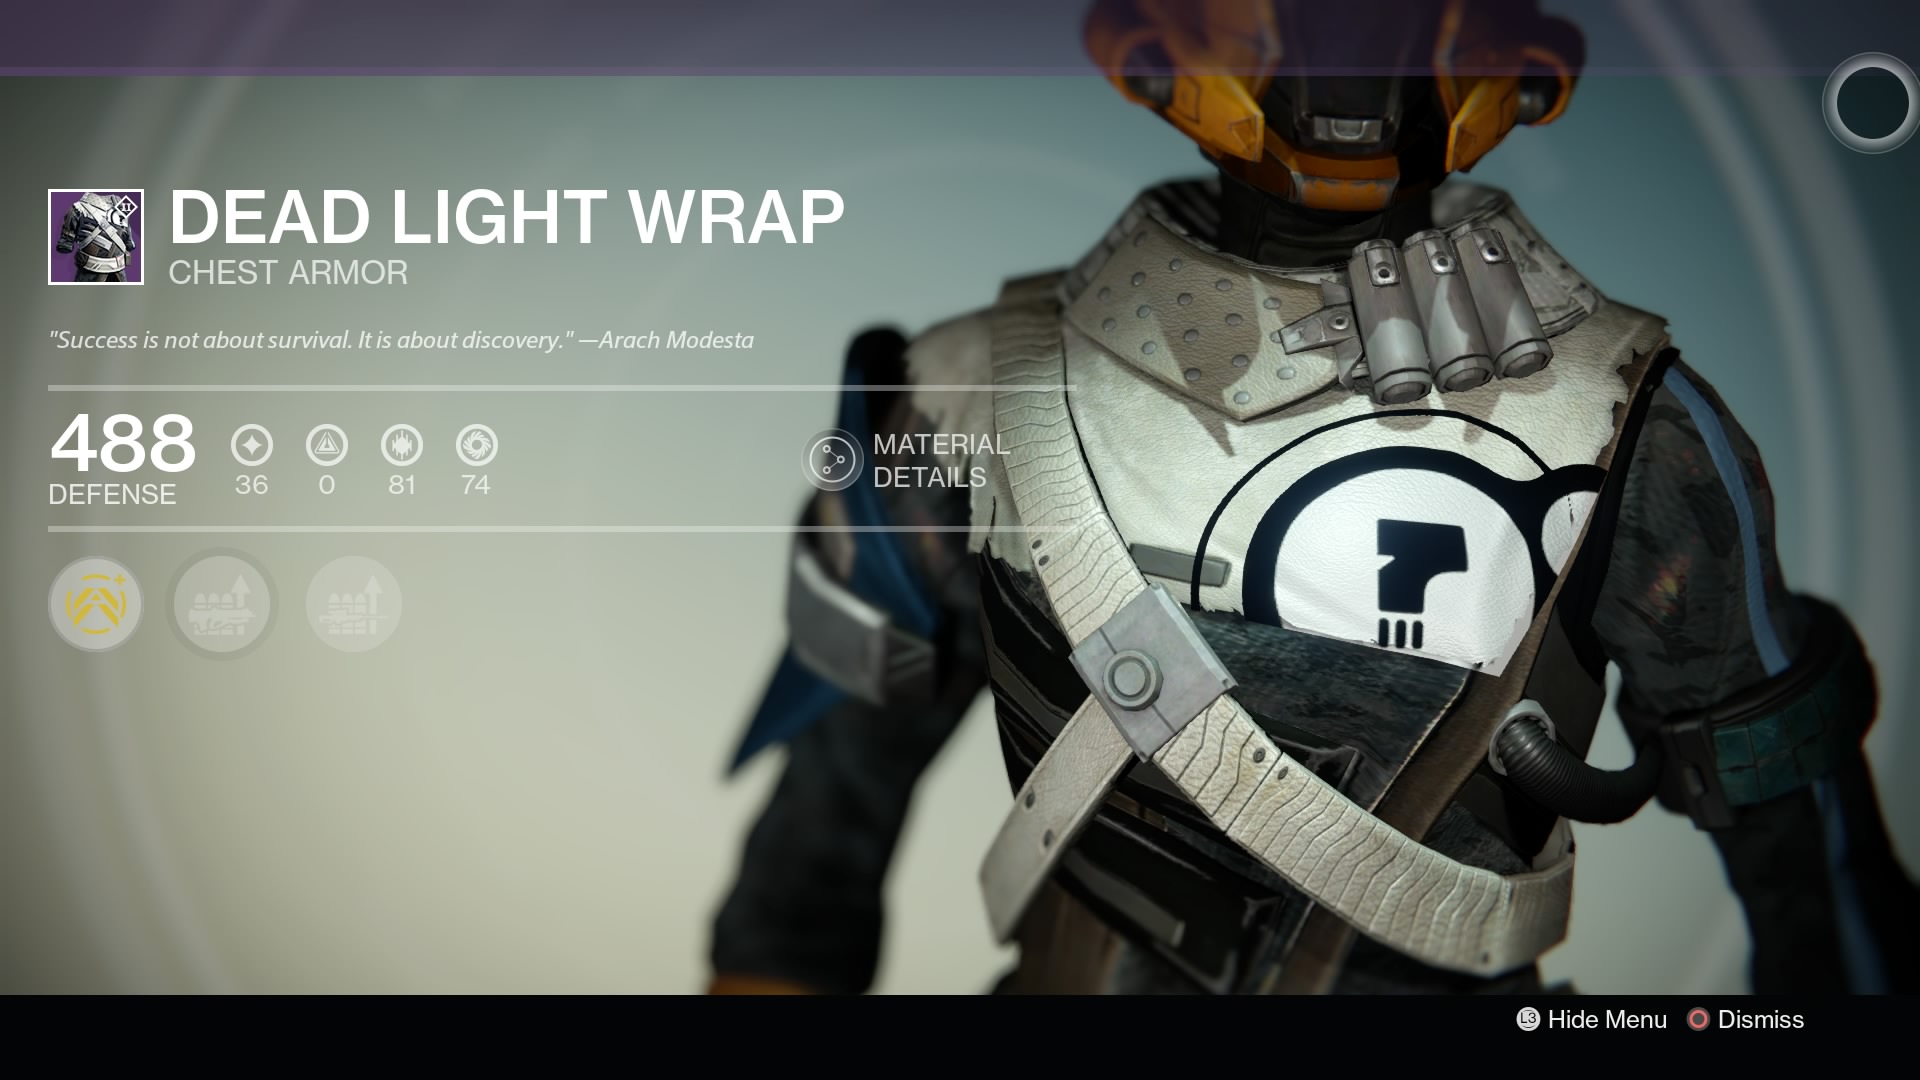 DEAD LIGHT WRAP
CHEST ARMOR
"Success is not about survival. It is about discovery." —Arach Modesta
488
DEFENSE
36
0
81
74
MATERIAL
DETAILS
L3 Hide Menu
Dismiss